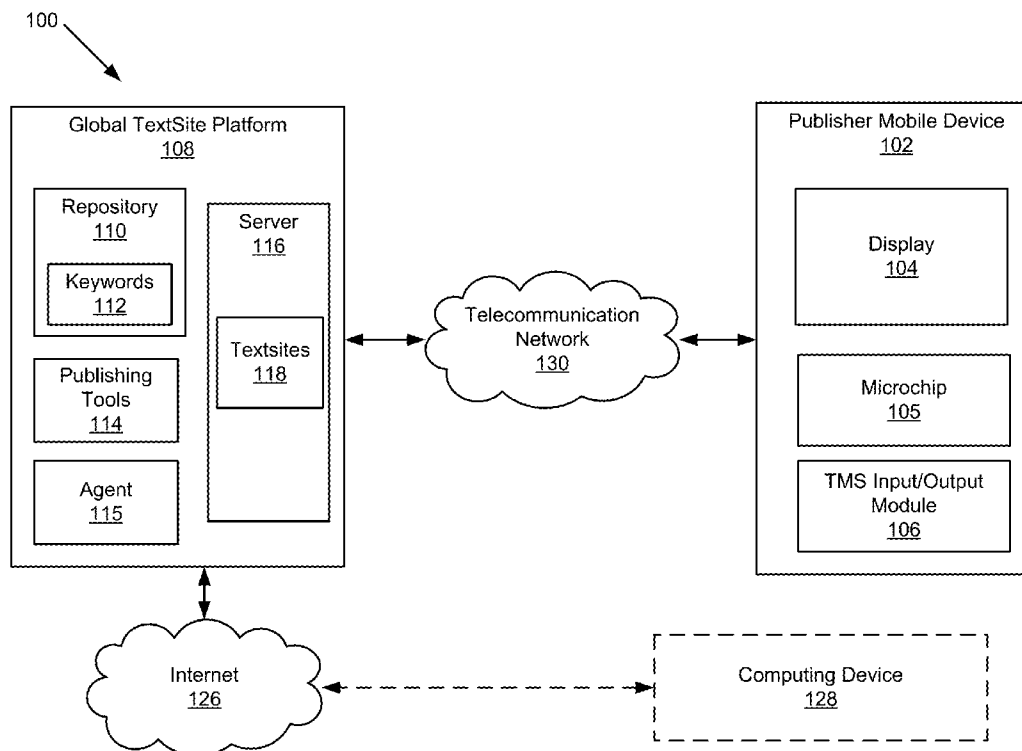 100
Global TextSite Platform
108
Repository
110
Keywords
112
Publishing
Tools
114
Agent
115
Server
116
Textsites
118
Telecommunication
Network
130
Publisher Mobile Device
102
Display
104
Microchip
105
TMS Input/Output
Module
106
Internet
126
Computing Device
128